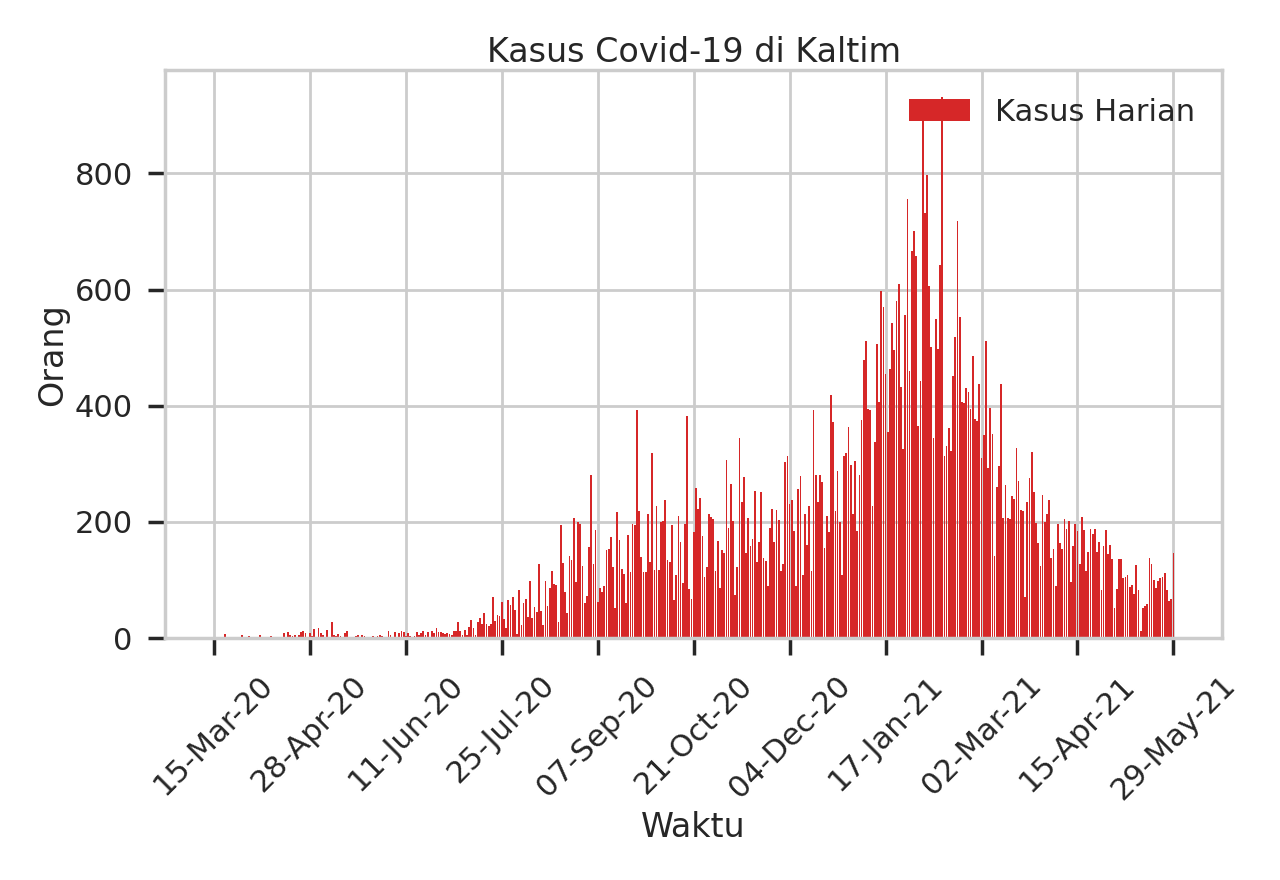 Kasus Covid-19 di Kaltim
Kasus Harian
Orang
800
600
400
200
0
15-Mar-20
28-Apr-20
11-Jun-20
25-Jul-20
07-Sep-20
21-Oct-20
04-Dec-20
17-Jan-21
02-Mar-21
15-Apr-21
29-May-21
Waktu